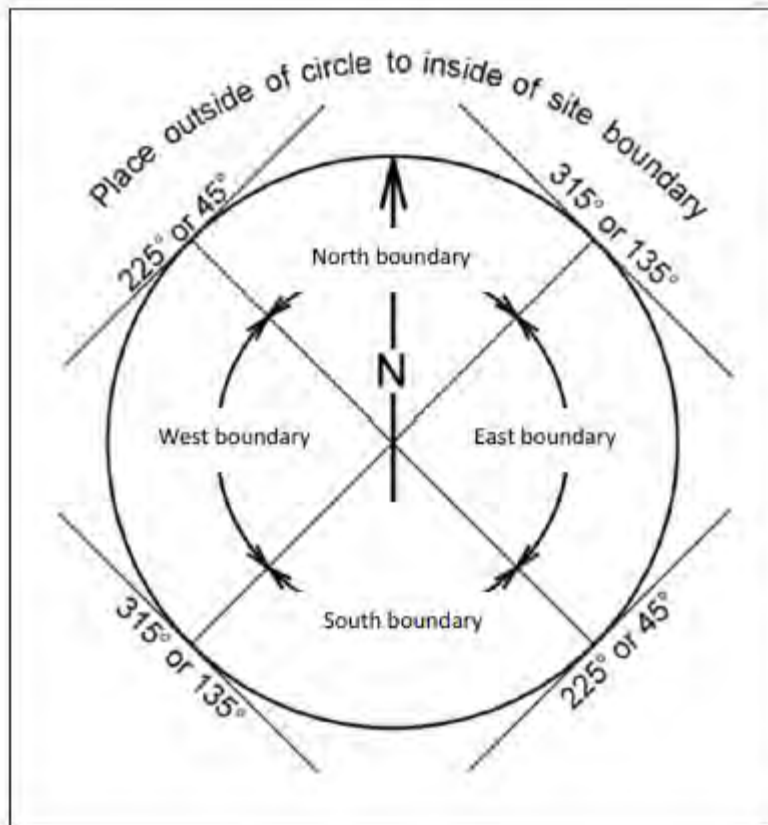 Place outside of circle to inside of site boundary
225° or 45°
315° or 135°
North boundary
N
West boundary
East boundary
South boundary
315° or 135°
225° or 45°